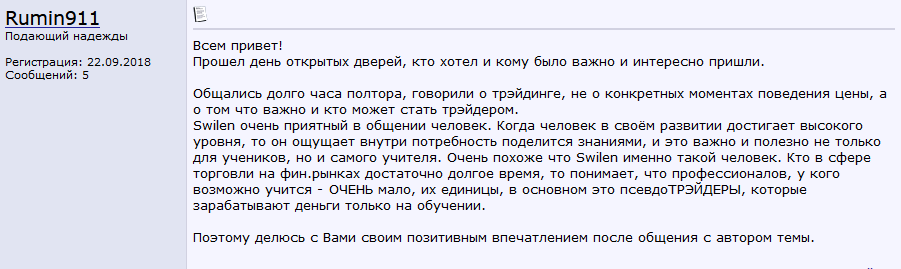 Rumin911
Подающий надежды
Регистрация: 22.09.2018
Сообщений: 5
Всем привет!
Прошел день открытых дверей, кто хотел и кому было важно и интересно пришли.
Общались долго часа полтора, говорили о трэйдинге, не о конкретных моментах поведения цены, а
о том что важно и кто может стать трэйдером.
Swilen очень приятный в общении человек. Когда человек в своём развитии достигает высокого
уровня, то он ощущает внутри потребность поделится знаниями, и это важно и полезно не только
для учеников, но и самого учителя. Очень похоже что Swilen именно такой человек. Кто в сфере
торговли на фин.рынках достаточно долгое время, то понимает, что профессионалов, у кого
возможно учится - ОЧЕНЬ мало, их единицы, в основном это псевдоТРЭЙДЕРЫ, которые
зарабатывают деньги только на обучении.
Поэтому делюсь с Вами своим позитивным впечатлением после общения с автором темы.